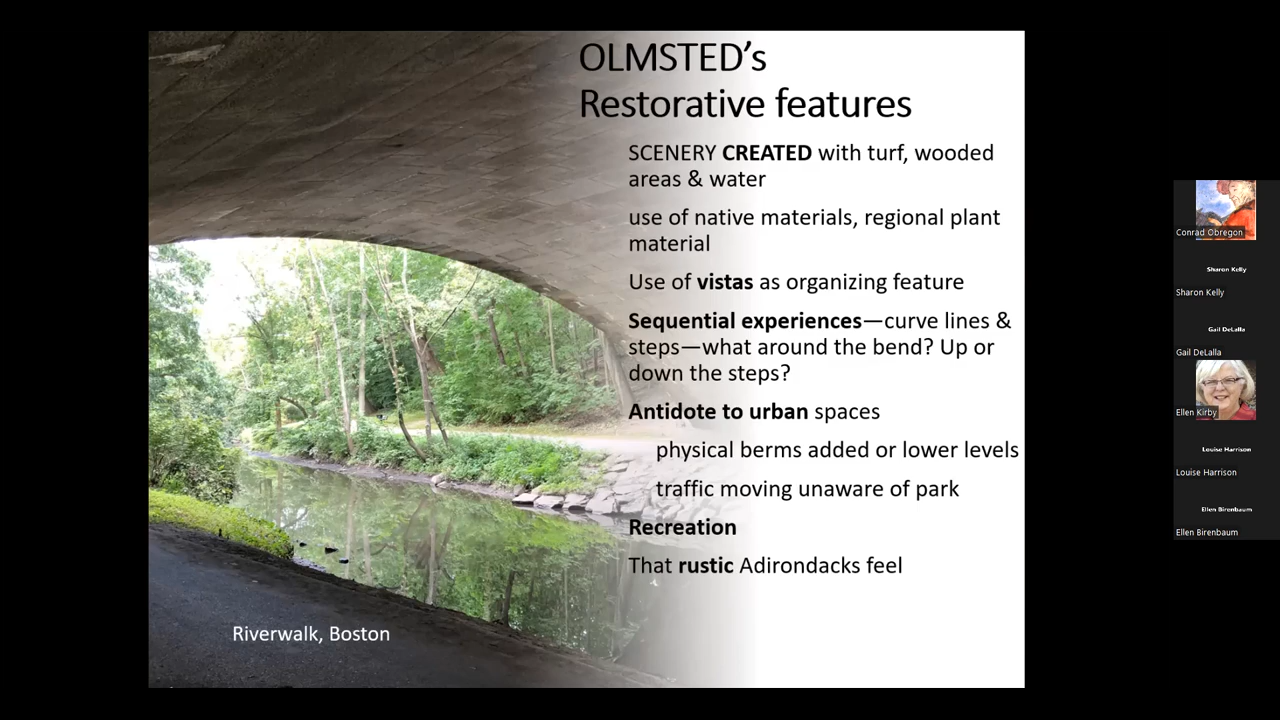 OLMSTED's
Restorative features
SCENERY CREATED with turf, wooded
areas & water
use of native materials, regional plant
material
Use of vistas as organizing feature
Sequential experiences—curve lines &
steps—what around the bend? Up or
down the steps?
Antidote to urban spaces
physical berms added or lower levels
traffic moving unaware of park
Recreation
That rustic Adirondacks feel
Riverwalk, Boston
Conrad Obregon
Sharon Kelly
Sharon Kelly
Gail DeLalla
Gail DeLalla
Ellen Kirby
Louise Harrison
Louise Harrison
Ellen Birenbaum
Ellen Birenbaum